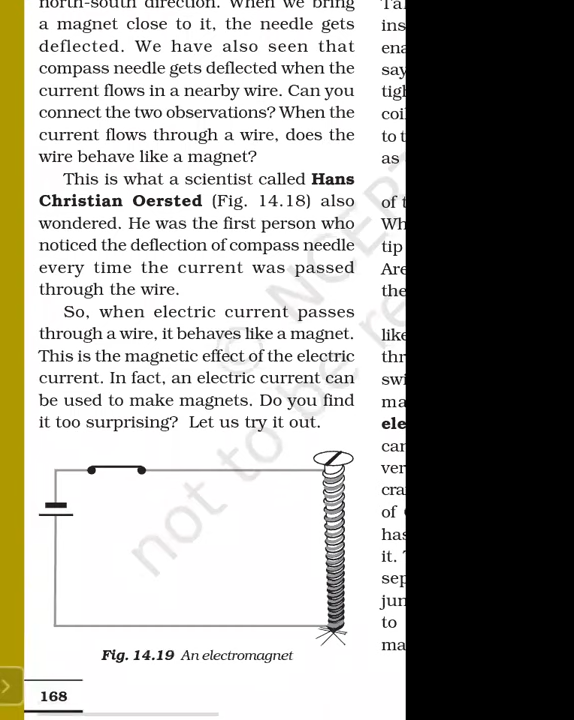 north-south direction. When we bring
a magnet close to it, the needle gets
deflected. We have also seen that
compass needle gets deflected when the
current flows in a nearby wire. Can you
connect the two observations? When the
current flows through a wire, does the
wire behave like a magnet?
This is what a scientist called Hans
Christian Oersted (Fig. 14.18) also
wondered. He was the first person who
noticed the deflection of compass needle
every time the current was passed
through the wire.
So, when electric current passes
through a wire, it behaves like a magnet.
This is the magnetic effect of the electric
current. In fact, an electric current can
be used to make magnets. Do you find
it too surprising? Let us try it out.
Fig. 14.19 An electromagnet
168
Tal
ins
ena
say
tigh
coi
to t
as
of t
Wh
tip
Are
the
like
thr
swi
ma
ele
can
ver
cra
of
has
it.
sep
jun
to
ma
© NCERT
not to be re